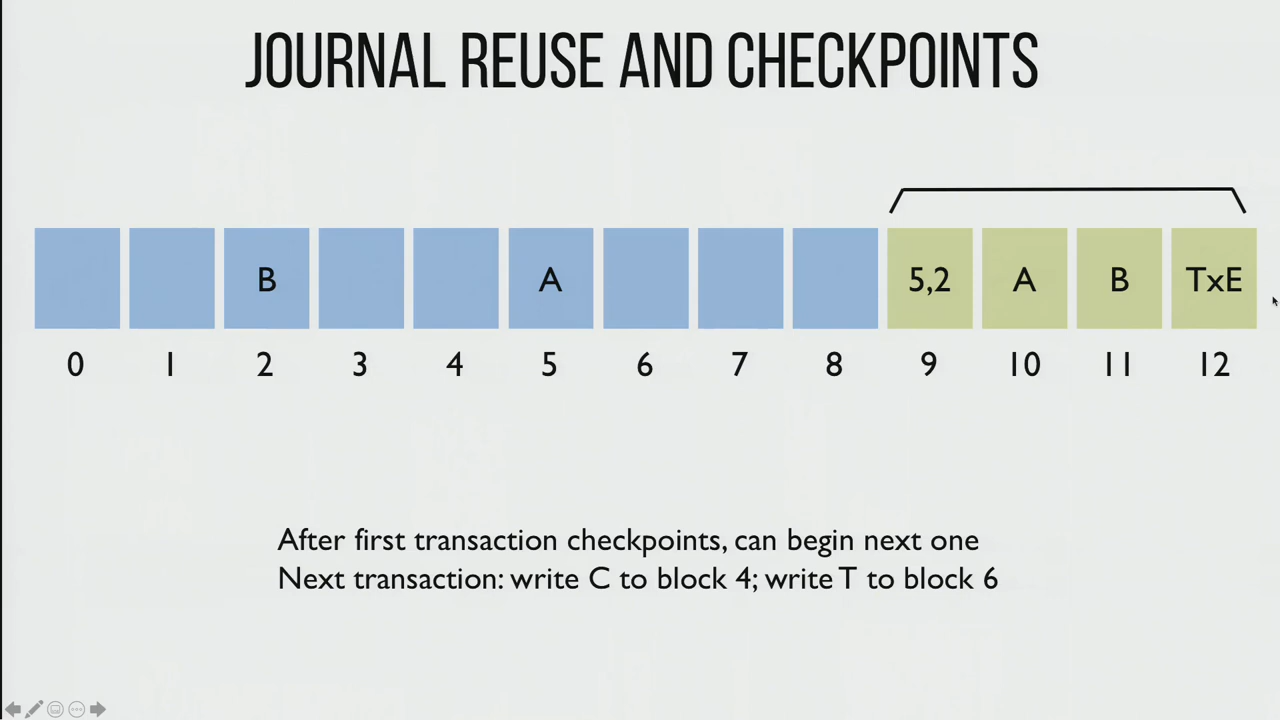 JOURNAL REUSE AND CHECKPOINTS
B A 5,2 A B TxE
0 1 2 3 4 5 6 7 8 9 10 11 12
After first transaction checkpoints, can begin next one
Next transaction: write C to block 4; write T to block 6